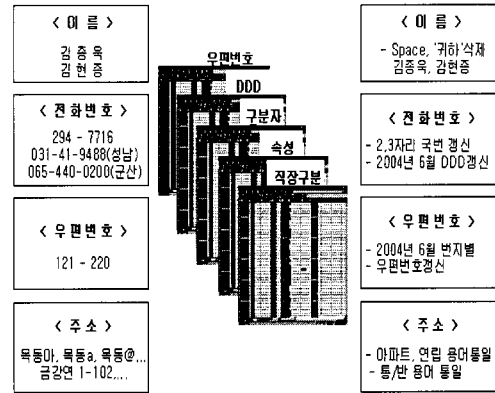 < 이 름 >
김종욱
김현중
< 전화번호 >
294 - 7716
031-41-9488(성남)
065-440-0200(군산)
< 우편번호 >
121 - 220
< 주소 >
목동아, 목동a, 목동@...
금강연 1-102,...
우편번호
DDD
구분자
속성
직장구분
< 이 름 >
- Space, '귀하'삭제
김종욱, 김현중
< 전화번호 >
- 2,3자리 국번 갱신
- 2004년 6월 DDD갱신
< 우편번호 >
- 2004년 6월 번지별
- 우편번호갱신
< 주소 >
- 아파트, 연립 용어통일
- 통/반 용어 통일